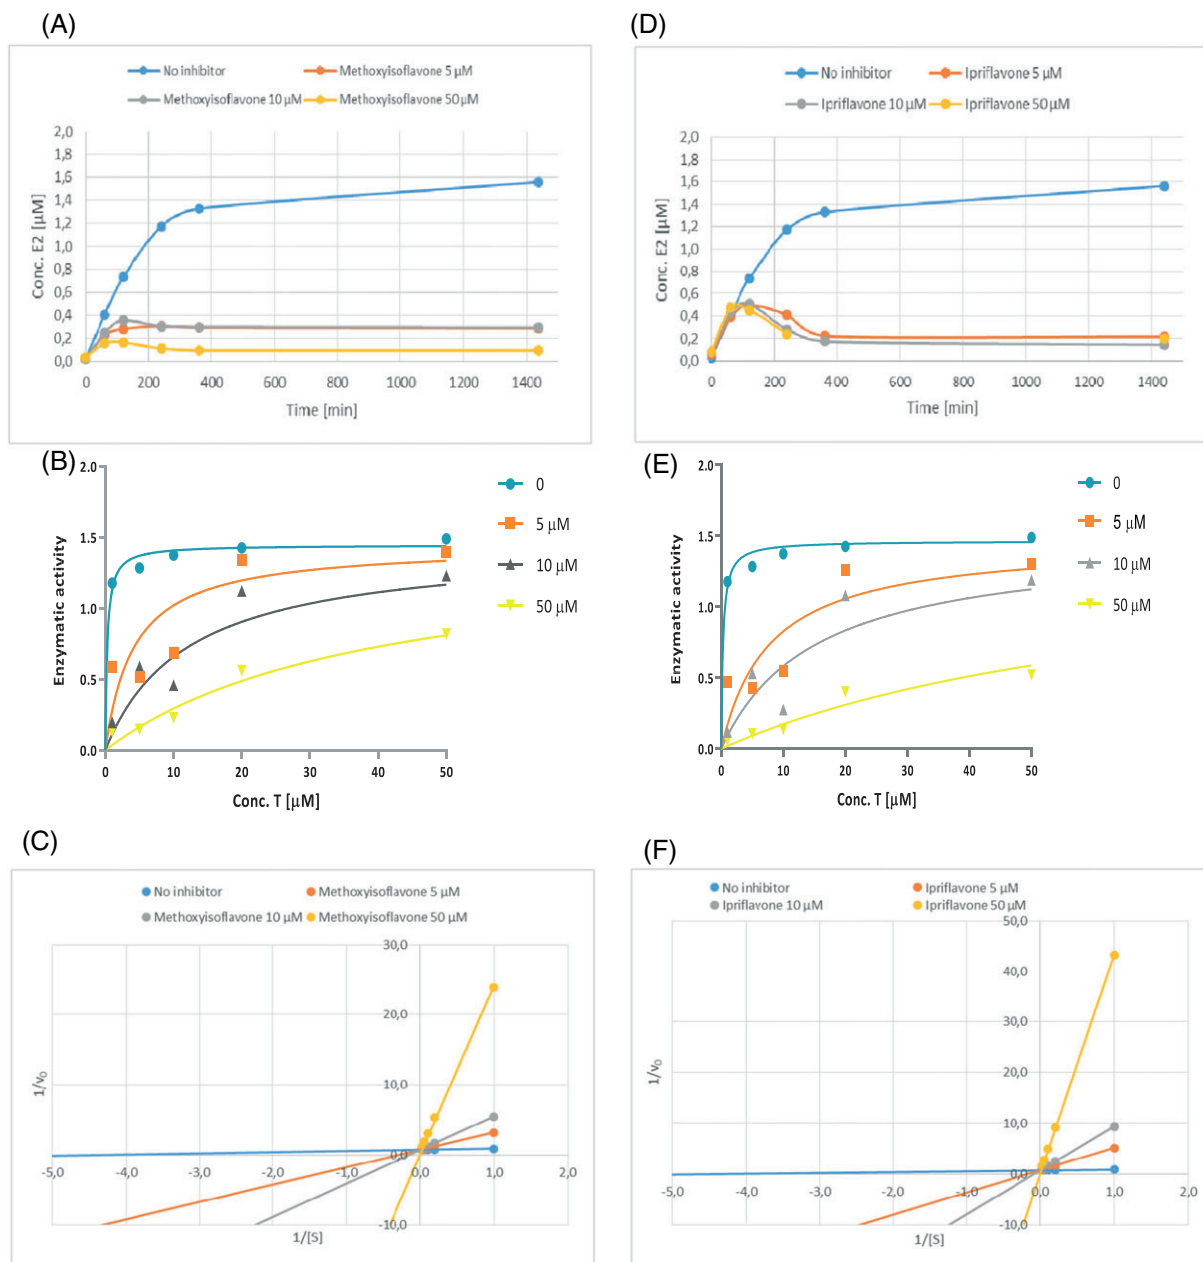 (A)
No inhibitor Methoxyisoflavone 5 µM
Methoxyisoflavone 10 µM Methoxyisoflavone 50 µM
2,0
1,8
1,6
1,4
1,2
1,0
0,8
0,6
0,4
0,2
0,0
Conc. E2 [µM]
0 200 400 600 800 1000 1200 1400
Time [min]
(D)
No inhibitor Ipriflavone 5 µM
Ipriflavone 10 µM Ipriflavone 50 µM
2,0
1,8
1,6
1,4
1,2
1,0
0,8
0,6
0,4
0,2
0,0
Conc. E2 [µM]
0 200 400 600 800 1000 1200 1400
Time [min]
(B)
2.0
1.5
1.0
0.5
0.0
Enzymatic activity
0 10 20 30 40 50
Conc. T [µM]
0
5 µM
10 µM
50 µM
(E)
2.0
1.5
1.0
0.5
0.0
Enzymatic activity
0 10 20 30 40 50
Conc. T [µM]
0
5 µM
10 µM
50 µM
(C)
No inhibitor Methoxyisoflavone 5 µM
Methoxyisoflavone 10 µM Methoxyisoflavone 50 µM
30,0
20,0
10,0
0,0
-10,0
1/v₀
-5,0 -4,0 -3,0 -2,0 -1,0 0,0 1,0 2,0
1/[S]
(F)
No inhibitor Ipriflavone 5 µM
Ipriflavone 10 µM Ipriflavone 50 µM
50,0
40,0
30,0
20,0
10,0
0,0
-10,0
1/v₀
-5,0 -4,0 -3,0 -2,0 -1,0 0,0 1,0 2,0
1/[S]